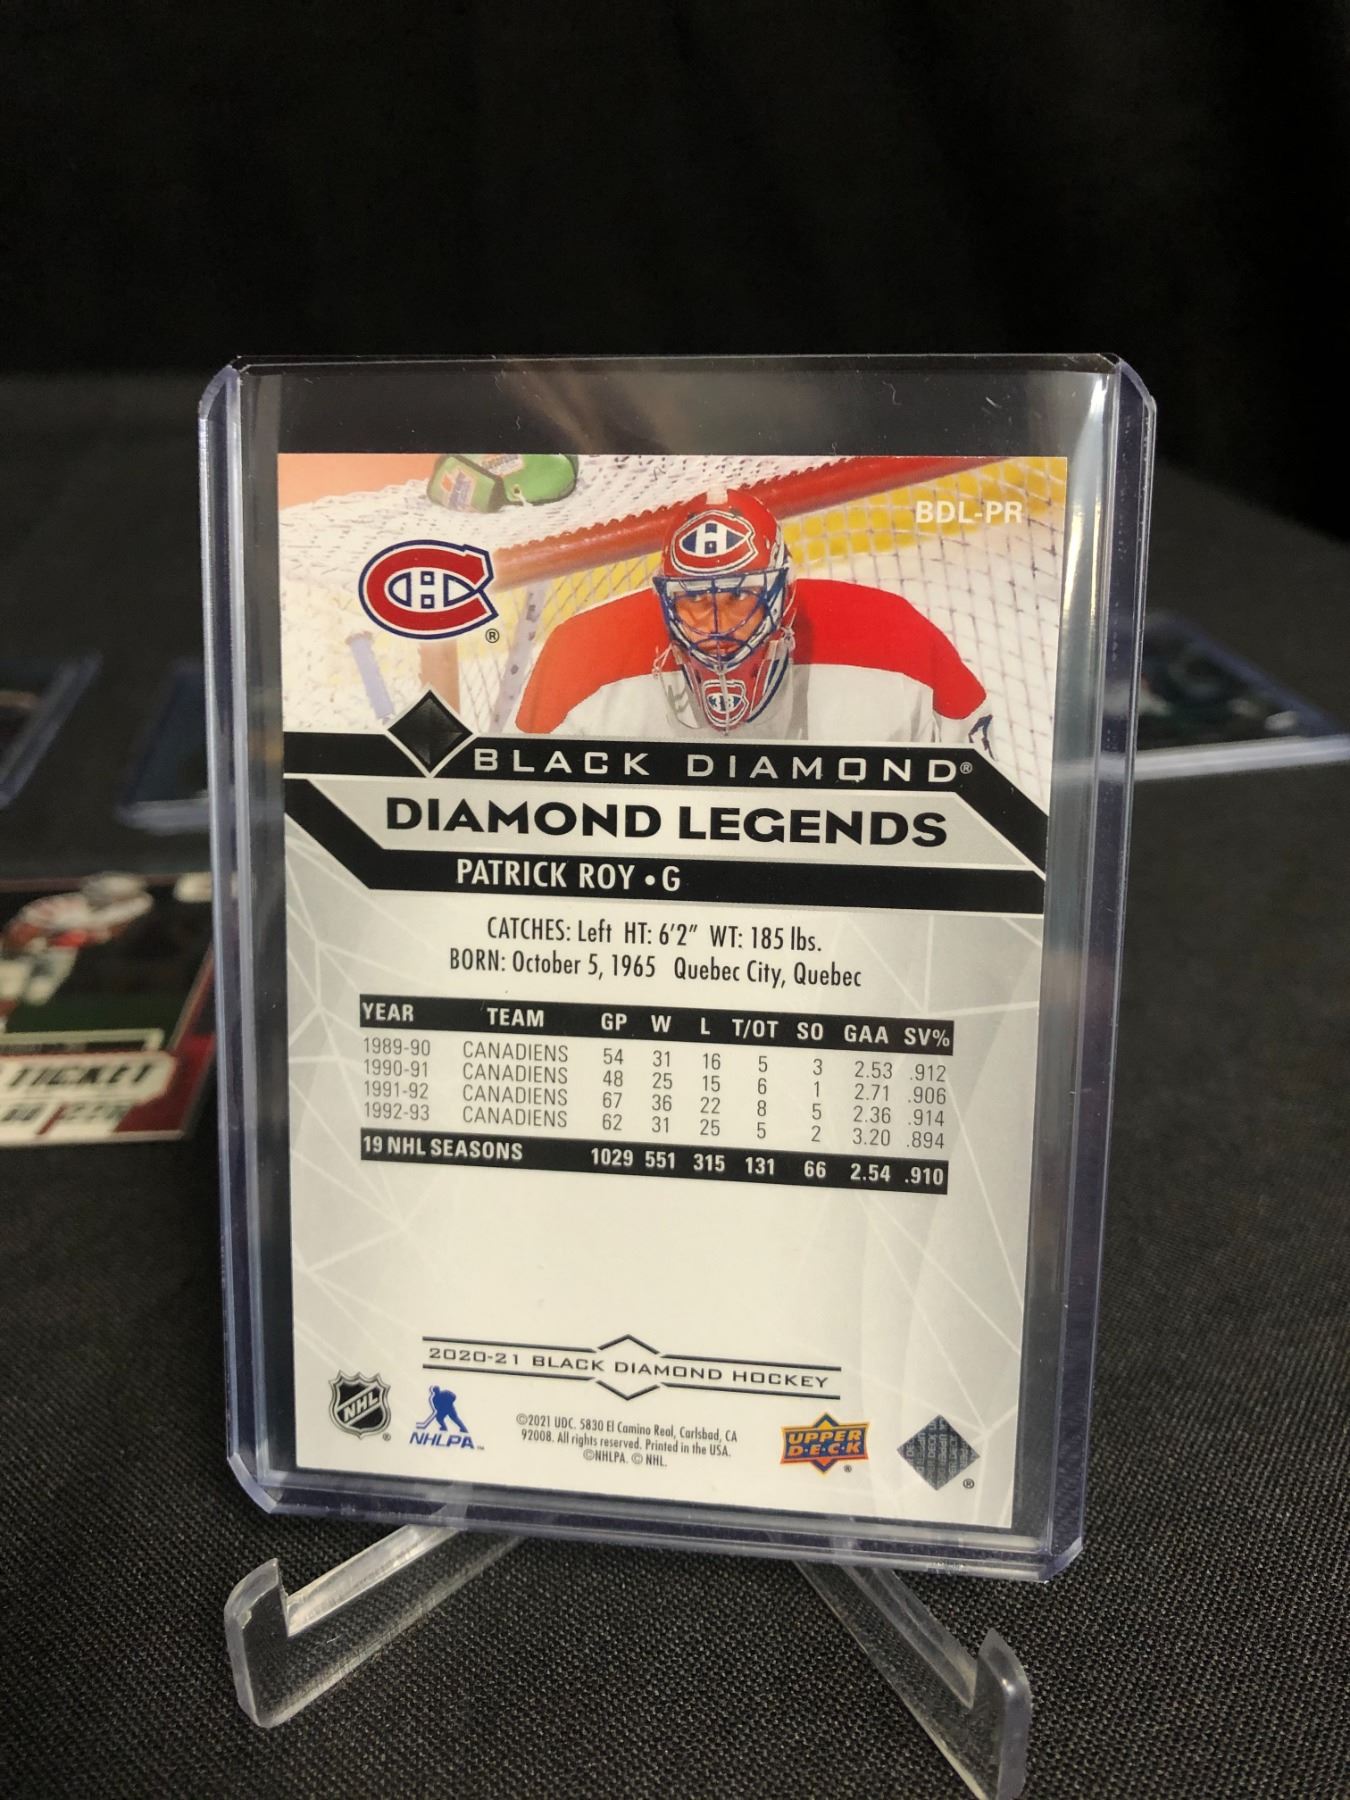 BDL-PR
BLACK DIAMOND®
DIAMOND LEGENDS
PATRICK ROY • G
CATCHES: Left HT: 6'2" WT: 185 lbs.
BORN: October 5, 1965 Quebec City, Quebec
YEAR TEAM GP W L T/OT SO GAA SV%
1989-90 CANADIENS 54 31 16 5 3 2.53 .912
1990-91 CANADIENS 48 25 15 6 1 2.71 .906
1991-92 CANADIENS 67 36 22 8 5 2.36 .914
1992-93 CANADIENS 62 31 25 5 2 3.20 .894
19 NHL SEASONS 1029 551 315 131 66 2.54 .910
2020-21 BLACK DIAMOND HOCKEY
NHL
NHLPA
©2021 UDC. 5830 El Camino Real, Carlsbad, CA
92008. All rights reserved. Printed in the USA.
©NHLPA. © NHL.
UPPER
D·E·C·K
TICKET